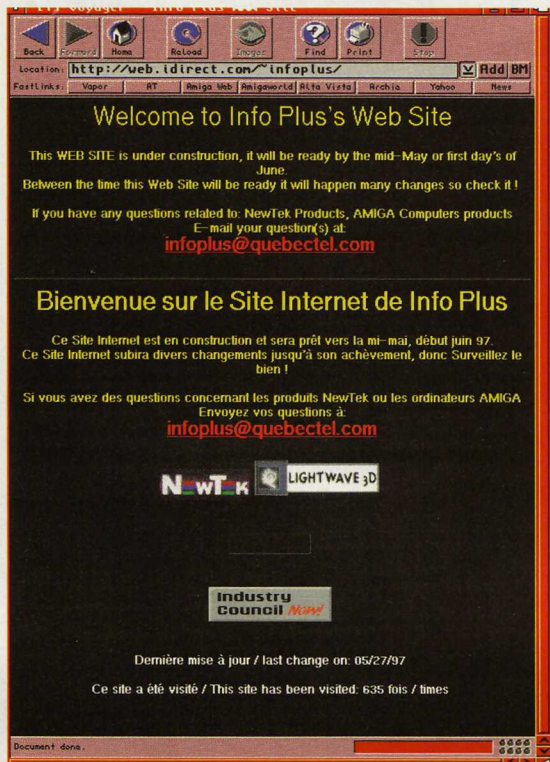 Voyager - Info Plus Web Site
Back Forward Home Reload Images Find Print Stop
Location: http://web.idirect.com/~infoplus/ Add BM
FastLinks: Vapor AT Amiga Web Amigaworld Alta Vista Archie Yahoo News
Welcome to Info Plus's Web Site
This WEB SITE is under construction, it will be ready by the mid-May or first day's of
June.
Between the time this Web Site will be ready it will happen many changes so check it !
If you have any questions related to: NewTek Products, AMIGA Computers products
E-mail your question(s) at:
infoplus@quebectel.com
Bienvenue sur le Site Internet de Info Plus
Ce Site Internet est en construction et sera prêt vers la mi-mai, début juin 97.
Ce Site Internet subira divers changements jusqu'à son achèvement, donc Surveillez le
bien !
Si vous avez des questions concernant les produits NewTek ou les ordinateurs AMIGA
Envoyez vos questions à:
infoplus@quebectel.com
NEWTEK LIGHTWAVE 3D
Industry
Council Now!
Dernière mise à jour / last change on: 05/27/97
Ce site a été visité / This site has been visited: 635 fois / times
Document done.